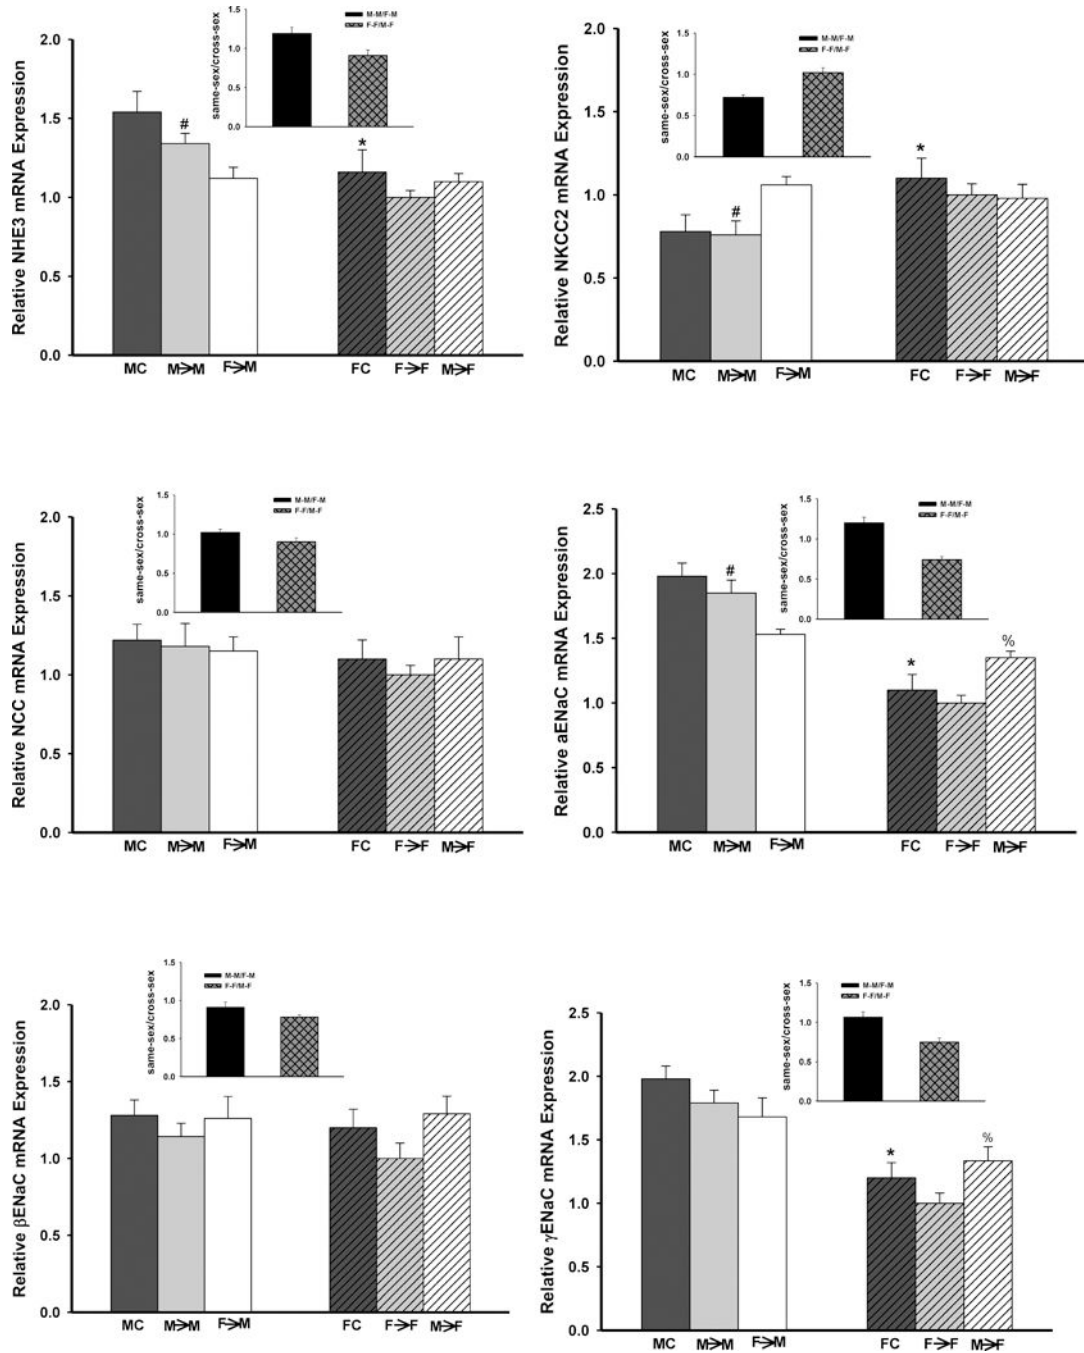 Relative NHE3 mRNA Expression
2.0
1.5
1.0
0.5
0.0
same-sex/cross-sex
1.5
1.0
0.5
0.0
M-M/F-M
F-F/M-F
#
*
MC M→M F→M FC F→F M→F
Relative NKCC2 mRNA Expression
2.0
1.5
1.0
0.5
0.0
same-sex/cross-sex
1.5
1.0
0.5
0.0
M-M/F-M
F-F/M-F
#
*
MC M→M F→M FC F→F M→F
Relative NCC mRNA Expression
2.0
1.5
1.0
0.5
0.0
same-sex/cross-sex
1.5
1.0
0.5
0.0
M-M/F-M
F-F/M-F
MC M→M F→M FC F→F M→F
Relative aENaC mRNA Expression
2.5
2.0
1.5
1.0
0.5
0.0
same-sex/cross-sex
1.5
1.0
0.5
0.0
M-M/F-M
F-F/M-F
#
*
%
MC M→M F→M FC F→F M→F
Relative βENaC mRNA Expression
2.0
1.5
1.0
0.5
0.0
same-sex/cross-sex
1.5
1.0
0.5
0.0
M-M/F-M
F-F/M-F
MC M→M F→M FC F→F M→F
Relative γENaC mRNA Expression
2.5
2.0
1.5
1.0
0.5
0.0
same-sex/cross-sex
1.5
1.0
0.5
0.0
M-M/F-M
F-F/M-F
*
%
MC M→M F→M FC F→F M→F